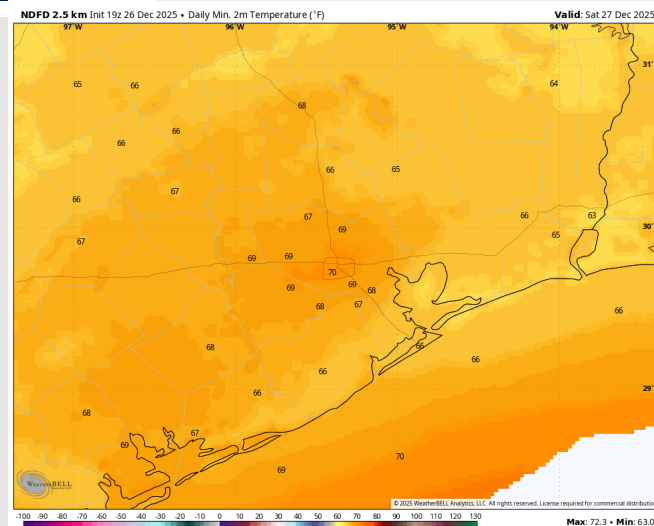 NDFD 2.5 km Init 19z 26 Dec 2025 • Daily Min. 2m Temperature (°F)
Valid: Sat 27 Dec 2025
97°W 96°W 95°W 94°W
31°
65 66 68 64
66 66
66 65
67
66 67 66 63
69 65
67 30°
69 69
70
69 69 68
68 67 66
68 66 66
66 29°
66
68 67
69
70
69
WEATHERBELL
© 2025 WeatherBELL Analytics, LLC. All rights reserved. License required for commercial distributio
-100 -90 -80 -70 -60 -50 -40 -30 -20 -10 0 10 20 30 40 50 60 70 80 90 100 110 120 130
Max: 72.3 • Min: 63.0